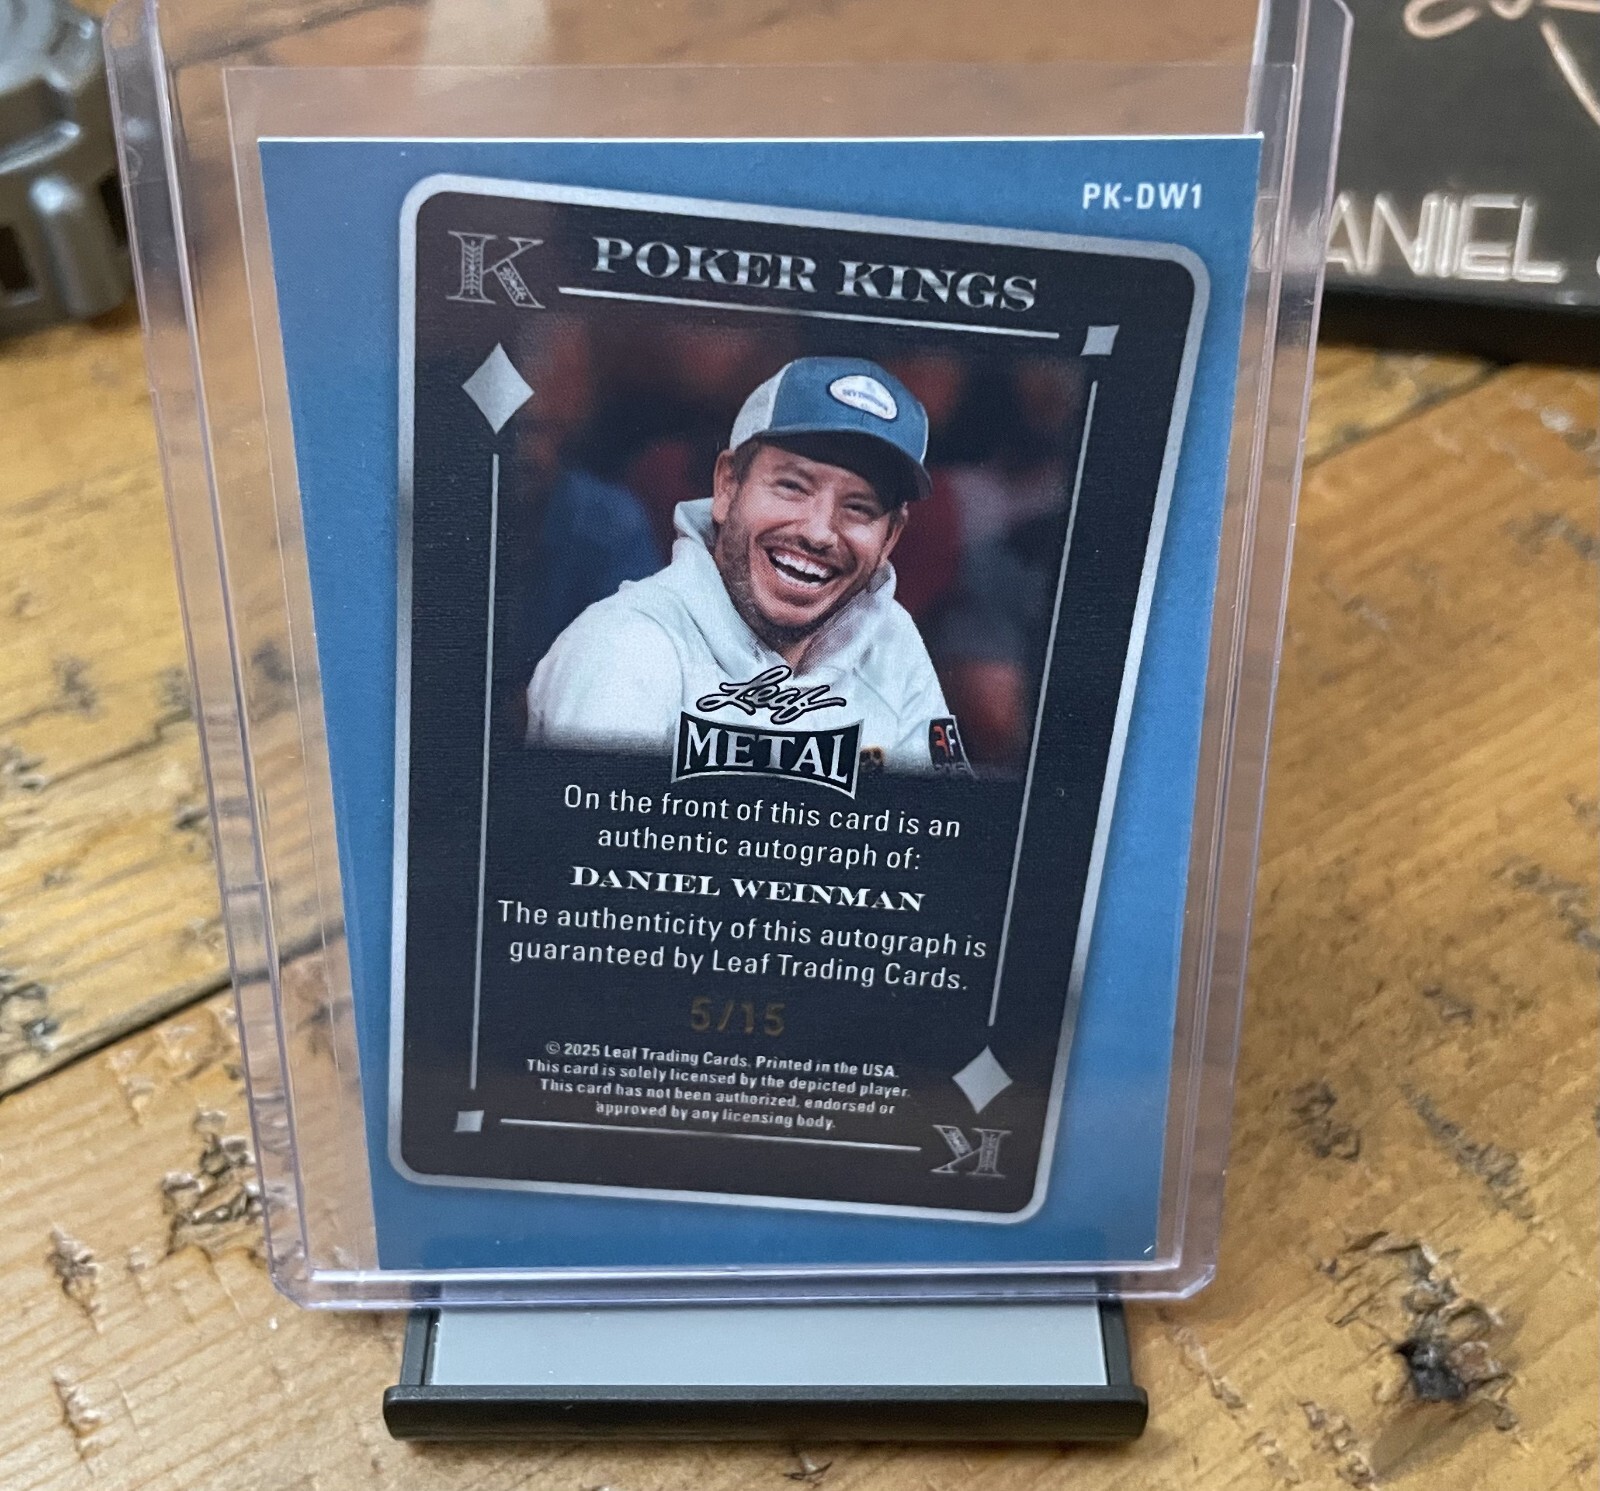 PK-DW1
ANIEL
K POKER KINGS
Leaf
METAL
On the front of this card is an
authentic autograph of:
DANIEL WEINMAN
The authenticity of this autograph is
guaranteed by Leaf Trading Cards.
5/15
© 2025 Leaf Trading Cards. Printed in the USA.
This card is solely licensed by the depicted player.
This card has not been authorized, endorsed or
approved by any licensing body.
K